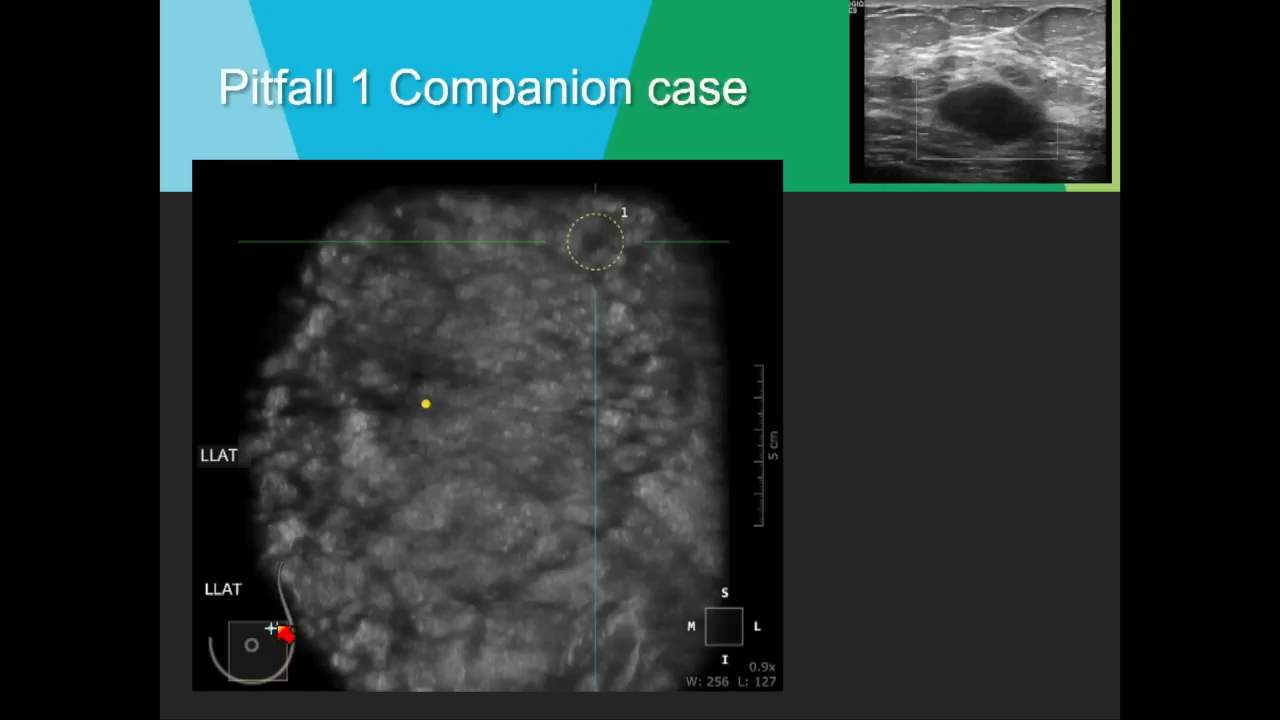 Pitfall 1 Companion case
1
LLAT
5 cm
LLAT
S
M L
I
0.9x
W: 256 L: 127